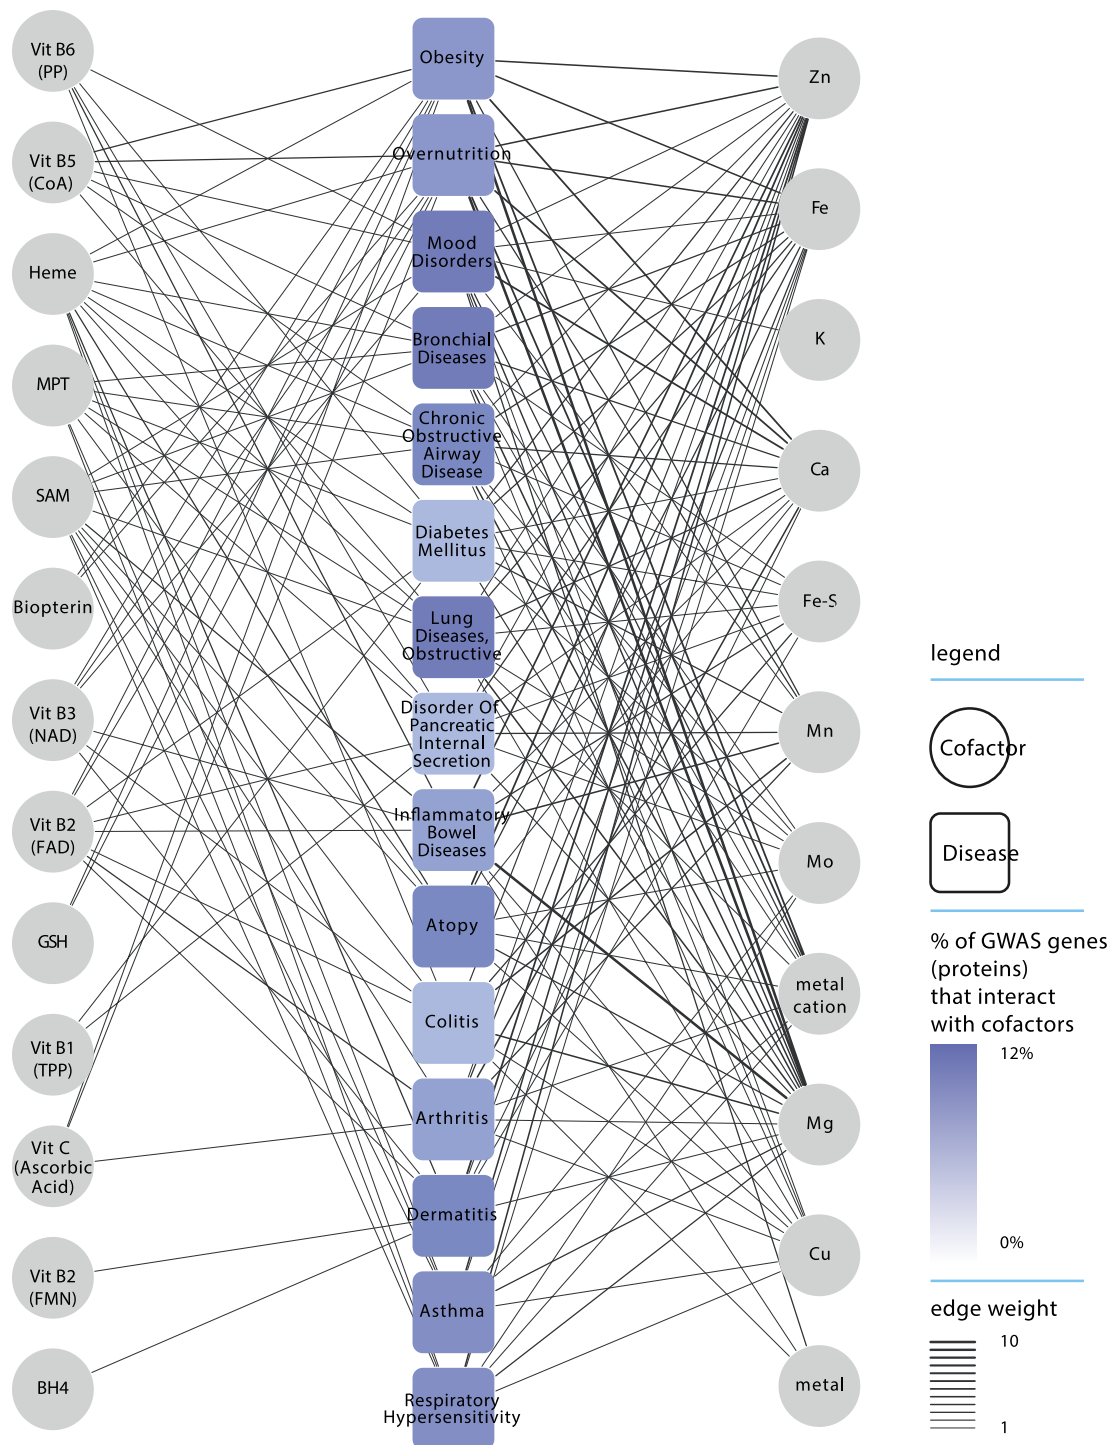 Vit B6
(PP)
Vit B5
(CoA)
Heme
MPT
SAM
Biopterin
Vit B3
(NAD)
Vit B2
(FAD)
GSH
Vit B1
(TPP)
Vit C
(Ascorbic
Acid)
Vit B2
(FMN)
BH4
Obesity
Overnutrition
Mood
Disorders
Bronchial
Diseases
Chronic
Obstructive
Airway
Disease
Diabetes
Mellitus
Lung
Diseases,
Obstructive
Disorder Of
Pancreatic
Internal
Secretion
Inflammatory
Bowel
Diseases
Atopy
Colitis
Arthritis
Dermatitis
Asthma
Respiratory
Hypersensitivity
Zn
Fe
K
Ca
Fe-S
Mn
Mo
metal
cation
Mg
Cu
metal
legend
Cofactor
Disease
% of GWAS genes
(proteins)
that interact
with cofactors
12%
0%
edge weight
10
1